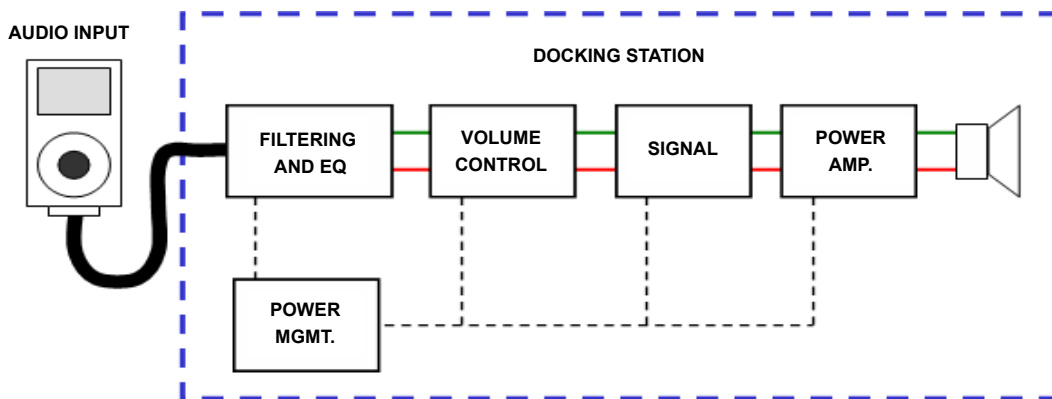 AUDIO INPUT
DOCKING STATION
FILTERING
AND EQ
VOLUME
CONTROL
SIGNAL
POWER
AMP.
POWER
MGMT.